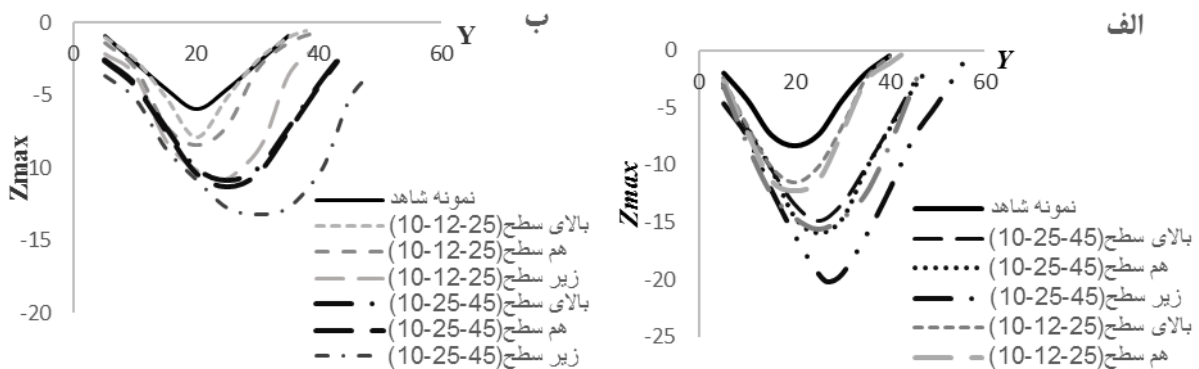 ب
0
0 20 40 60
Y
-5
-10
-15
-20
Zmax
نمونه شاهد
بالای سطح(25-12-10)
هم سطح(25-12-10)
زیر سطح(25-12-10)
بالای سطح(45-25-10)
هم سطح(45-25-10)
زیر سطح(45-25-10)
الف
0
0 20 40 60
Y
-5
-10
-15
-20
-25
Zmax
نمونه شاهد
بالای سطح(45-25-10)
هم سطح(45-25-10)
زیر سطح(45-25-10)
بالای سطح(25-12-10)
هم سطح(25-12-10)